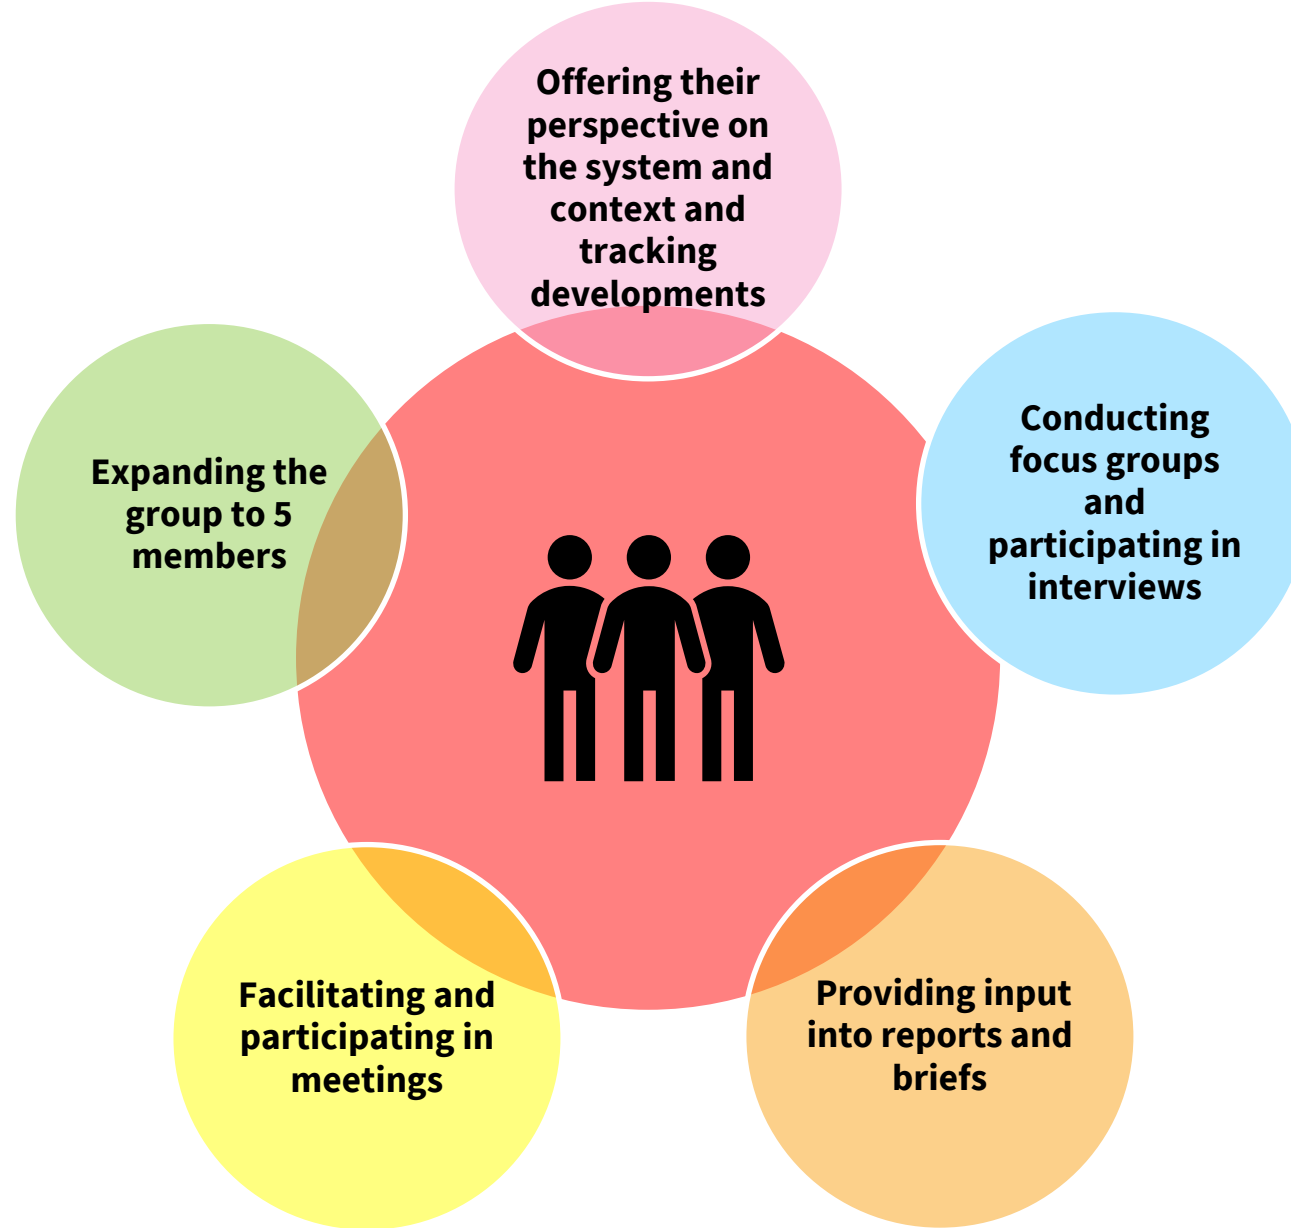 Offering their
perspective on
the system and
context and
tracking
developments
Conducting
focus groups
and
participating in
interviews
Providing input
into reports and
briefs
Facilitating and
participating in
meetings
Expanding the
group to 5
members